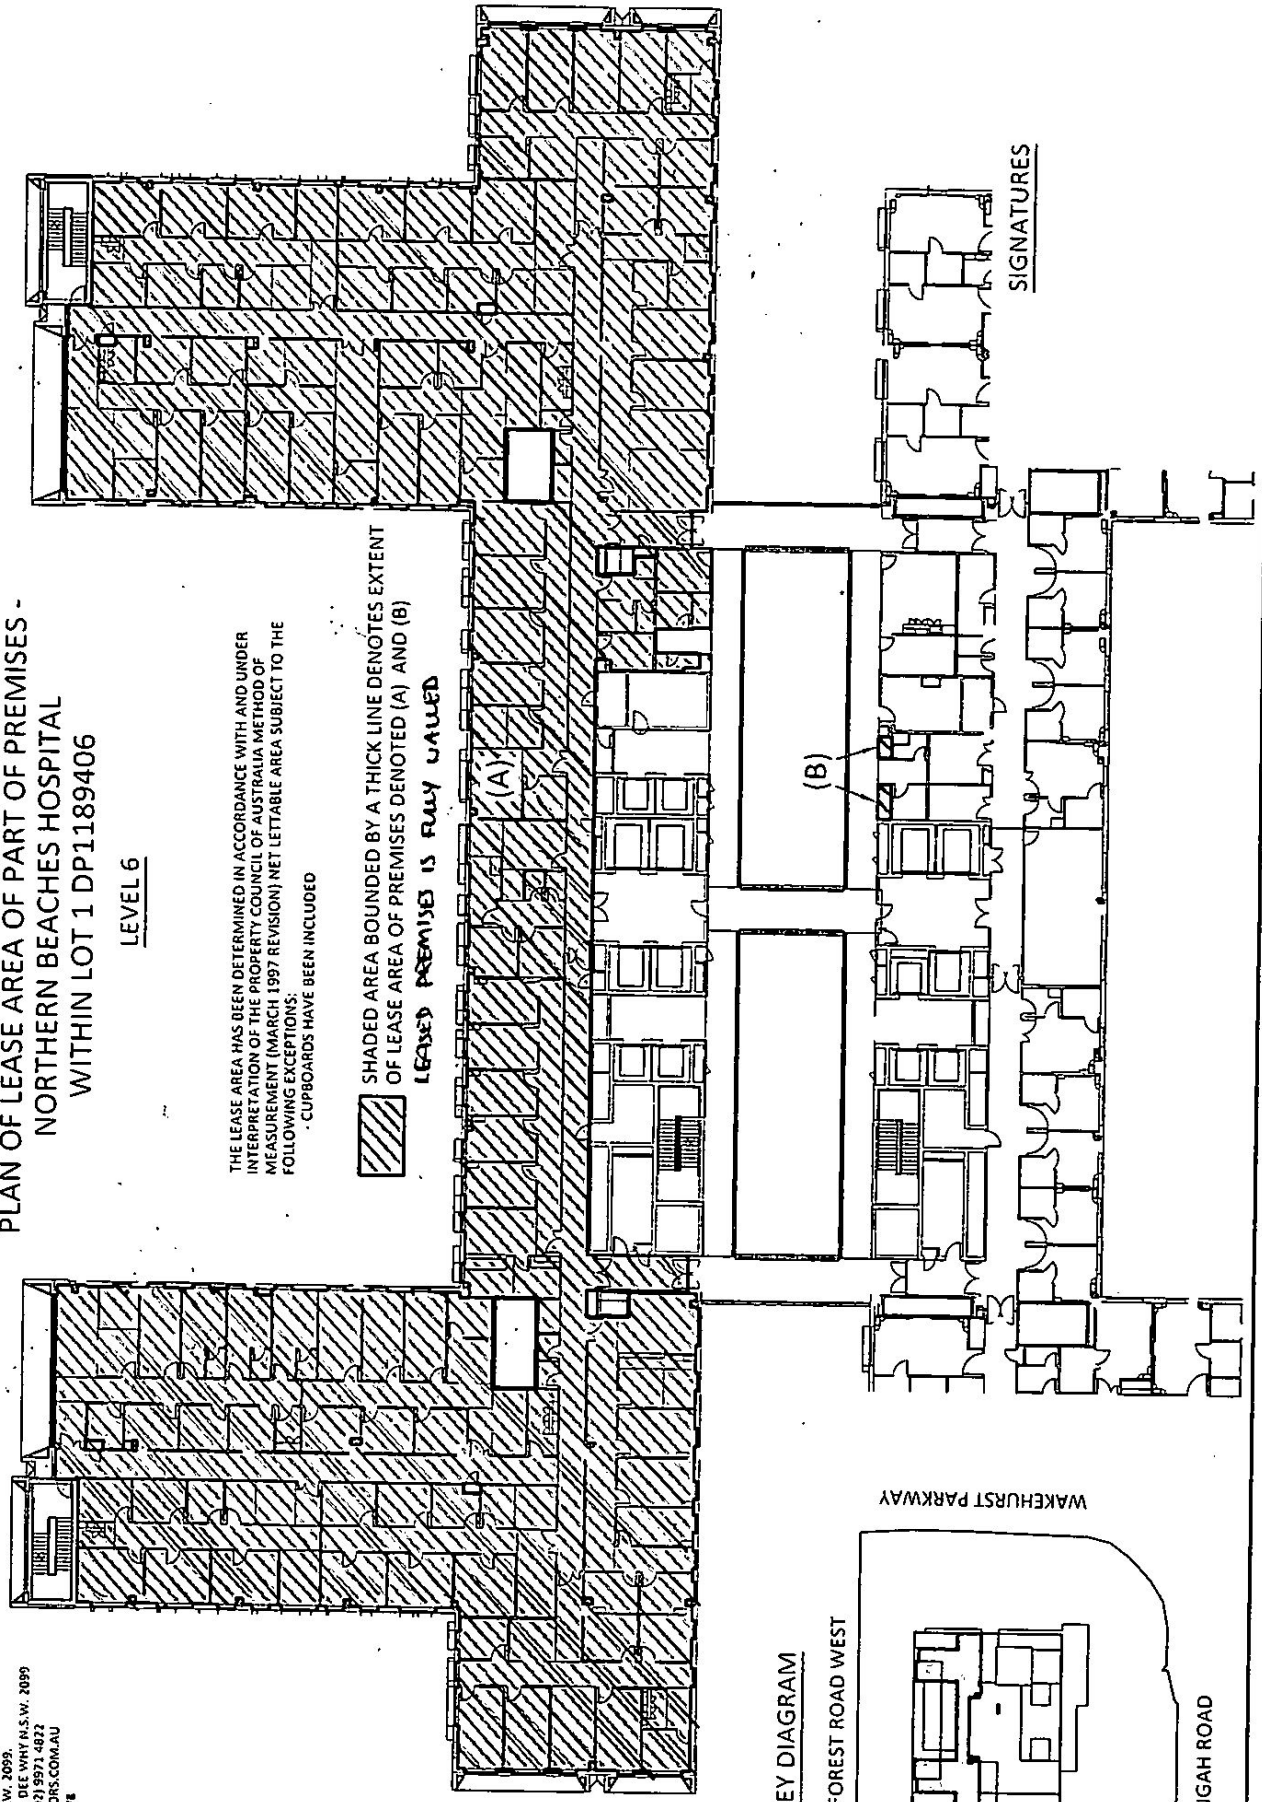 PLAN OF LEASE AREA OF PART OF PREMISES -
NORTHERN BEACHES HOSPITAL
WITHIN LOT 1 DP1189406
LEVEL 6
THE LEASE AREA HAS BEEN DETERMINED IN ACCORDANCE WITH AND UNDER
INTERPRETATION OF THE PROPERTY COUNCIL OF AUSTRALIA METHOD OF
MEASUREMENT (MARCH 1997 REVISION) NET LETTABLE AREA SUBJECT TO THE
FOLLOWING EXCEPTIONS:
- CUPBOARDS HAVE BEEN INCLUDED
SHADED AREA BOUNDED BY A THICK LINE DENOTES EXTENT
OF LEASE AREA OF PREMISES DENOTED (A) AND (B)
LEASED PREMISES IS FULLY WALLED
(A)
(B)
SIGNATURES
W. 2099.
DEE WHY N.S.W. 2099
2) 9971 4822
ORS.COM.AU
EY DIAGRAM
FOREST ROAD WEST
WAKEHURST PARKWAY
NGAH ROAD